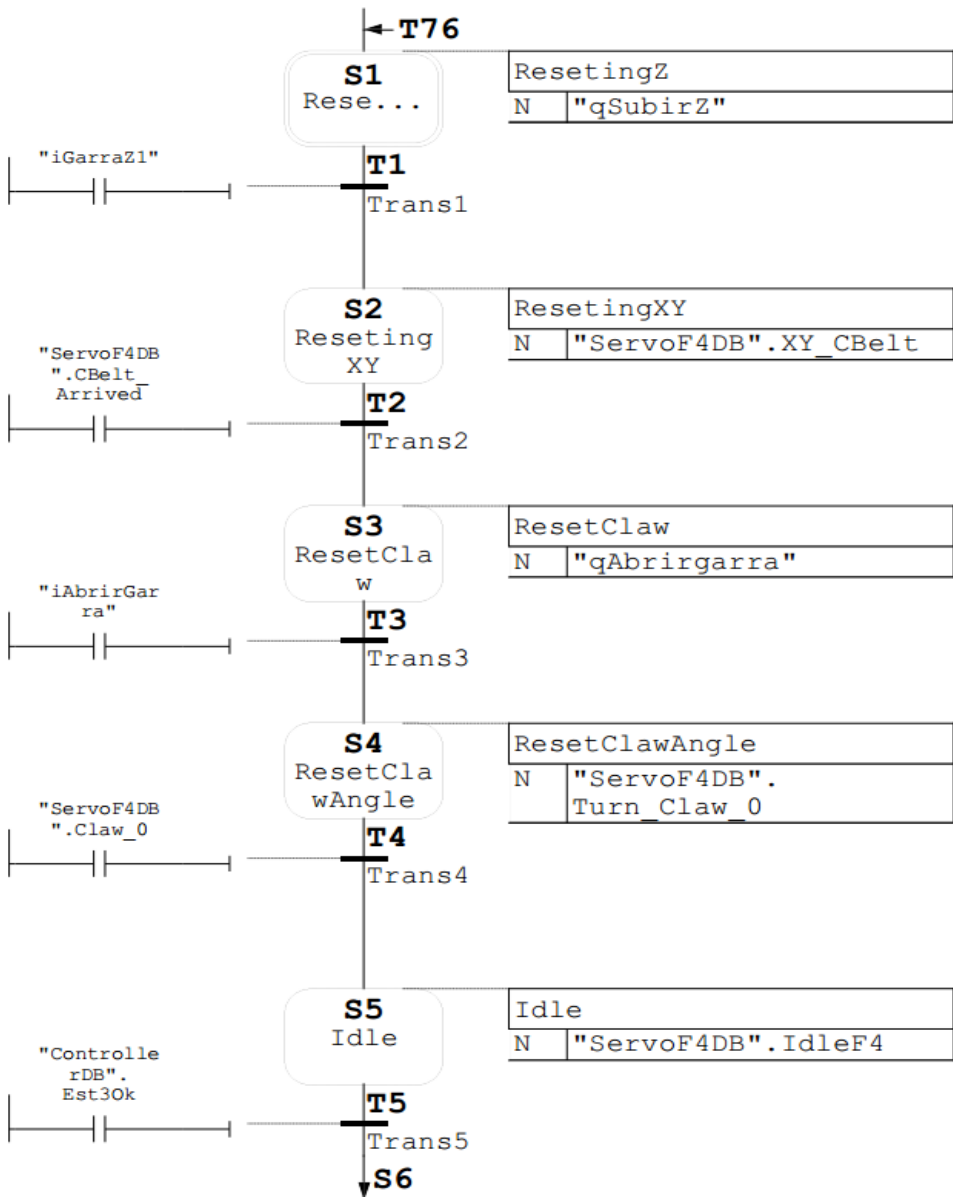 T76
S1
Rese...
ResetingZ
N "qSubirZ"
"iGarraZ1"
T1
Trans1
S2
Reseting
XY
ResetingXY
N "ServoF4DB".XY_CBelt
"ServoF4DB
".CBelt_
Arrived
T2
Trans2
S3
ResetCla
w
ResetClaw
N "qAbrirgarra"
"iAbrirGar
ra"
T3
Trans3
S4
ResetCla
wAngle
ResetClawAngle
N "ServoF4DB".
Turn_Claw_0
"ServoF4DB
".Claw_0
T4
Trans4
S5
Idle
Idle
N "ServoF4DB".IdleF4
"Controlle
rDB".
Est3Ok
T5
Trans5
S6